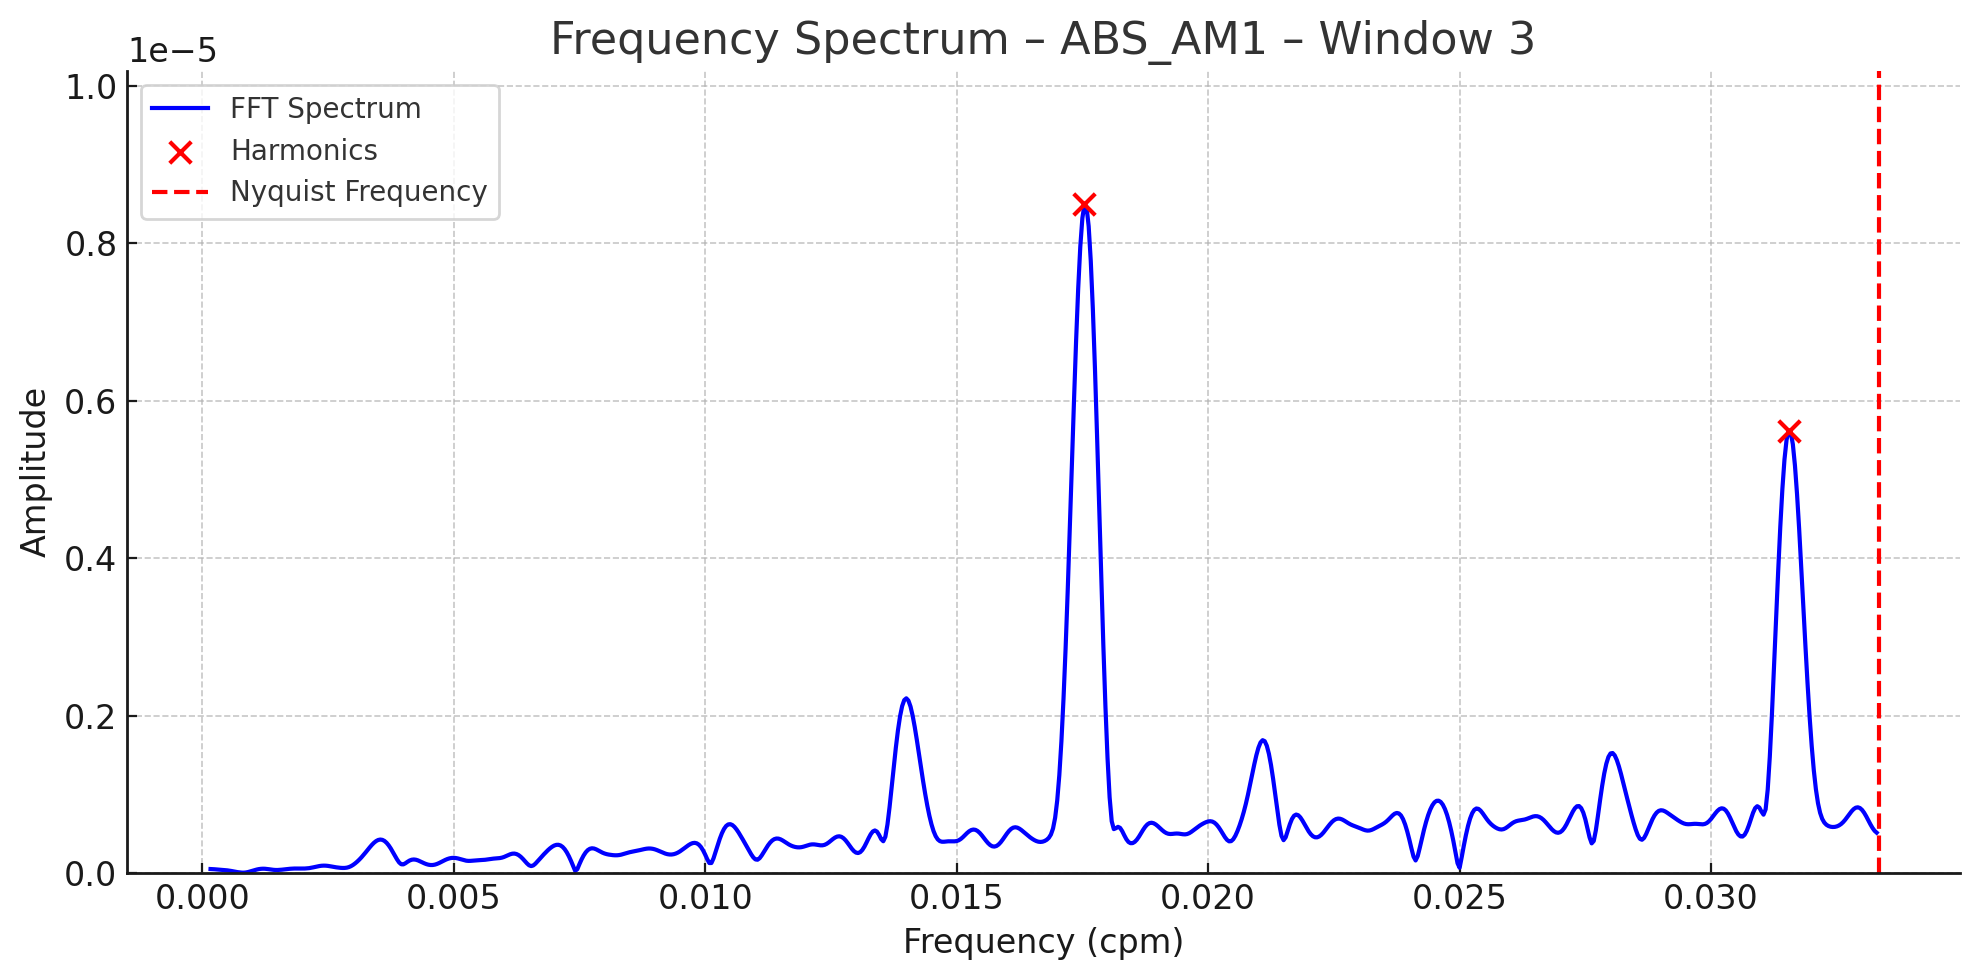 Frequency Spectrum – ABS_AM1 – Window 3
1e−5
1.0
0.8
0.6
0.4
0.2
0.0
Amplitude
FFT Spectrum
Harmonics
Nyquist Frequency
0.000 0.005 0.010 0.015 0.020 0.025 0.030
Frequency (cpm)